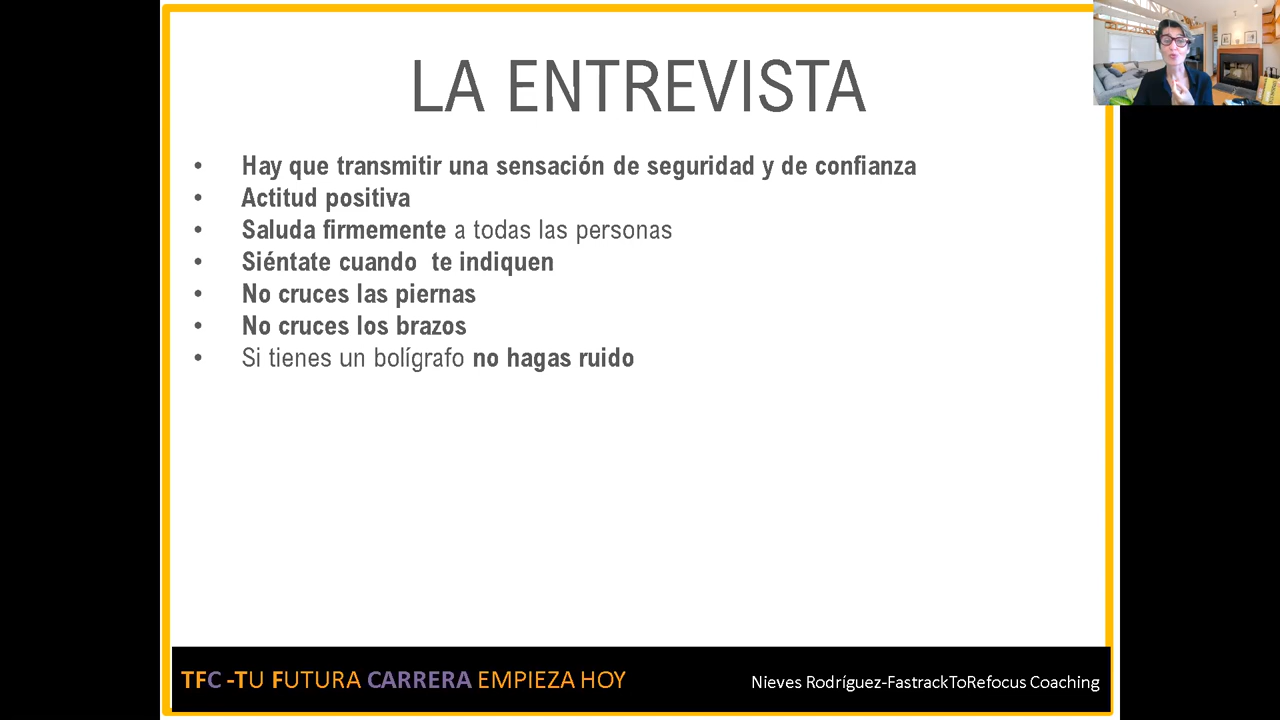 LA ENTREVISTA
• Hay que transmitir una sensación de seguridad y de confianza
• Actitud positiva
• Saluda firmemente a todas las personas
• Siéntate cuando  te indiquen
• No cruces las piernas
• No cruces los brazos
• Si tienes un bolígrafo no hagas ruido
TFC -TU FUTURA CARRERA EMPIEZA HOY
Nieves Rodríguez-FastrackToRefocus Coaching